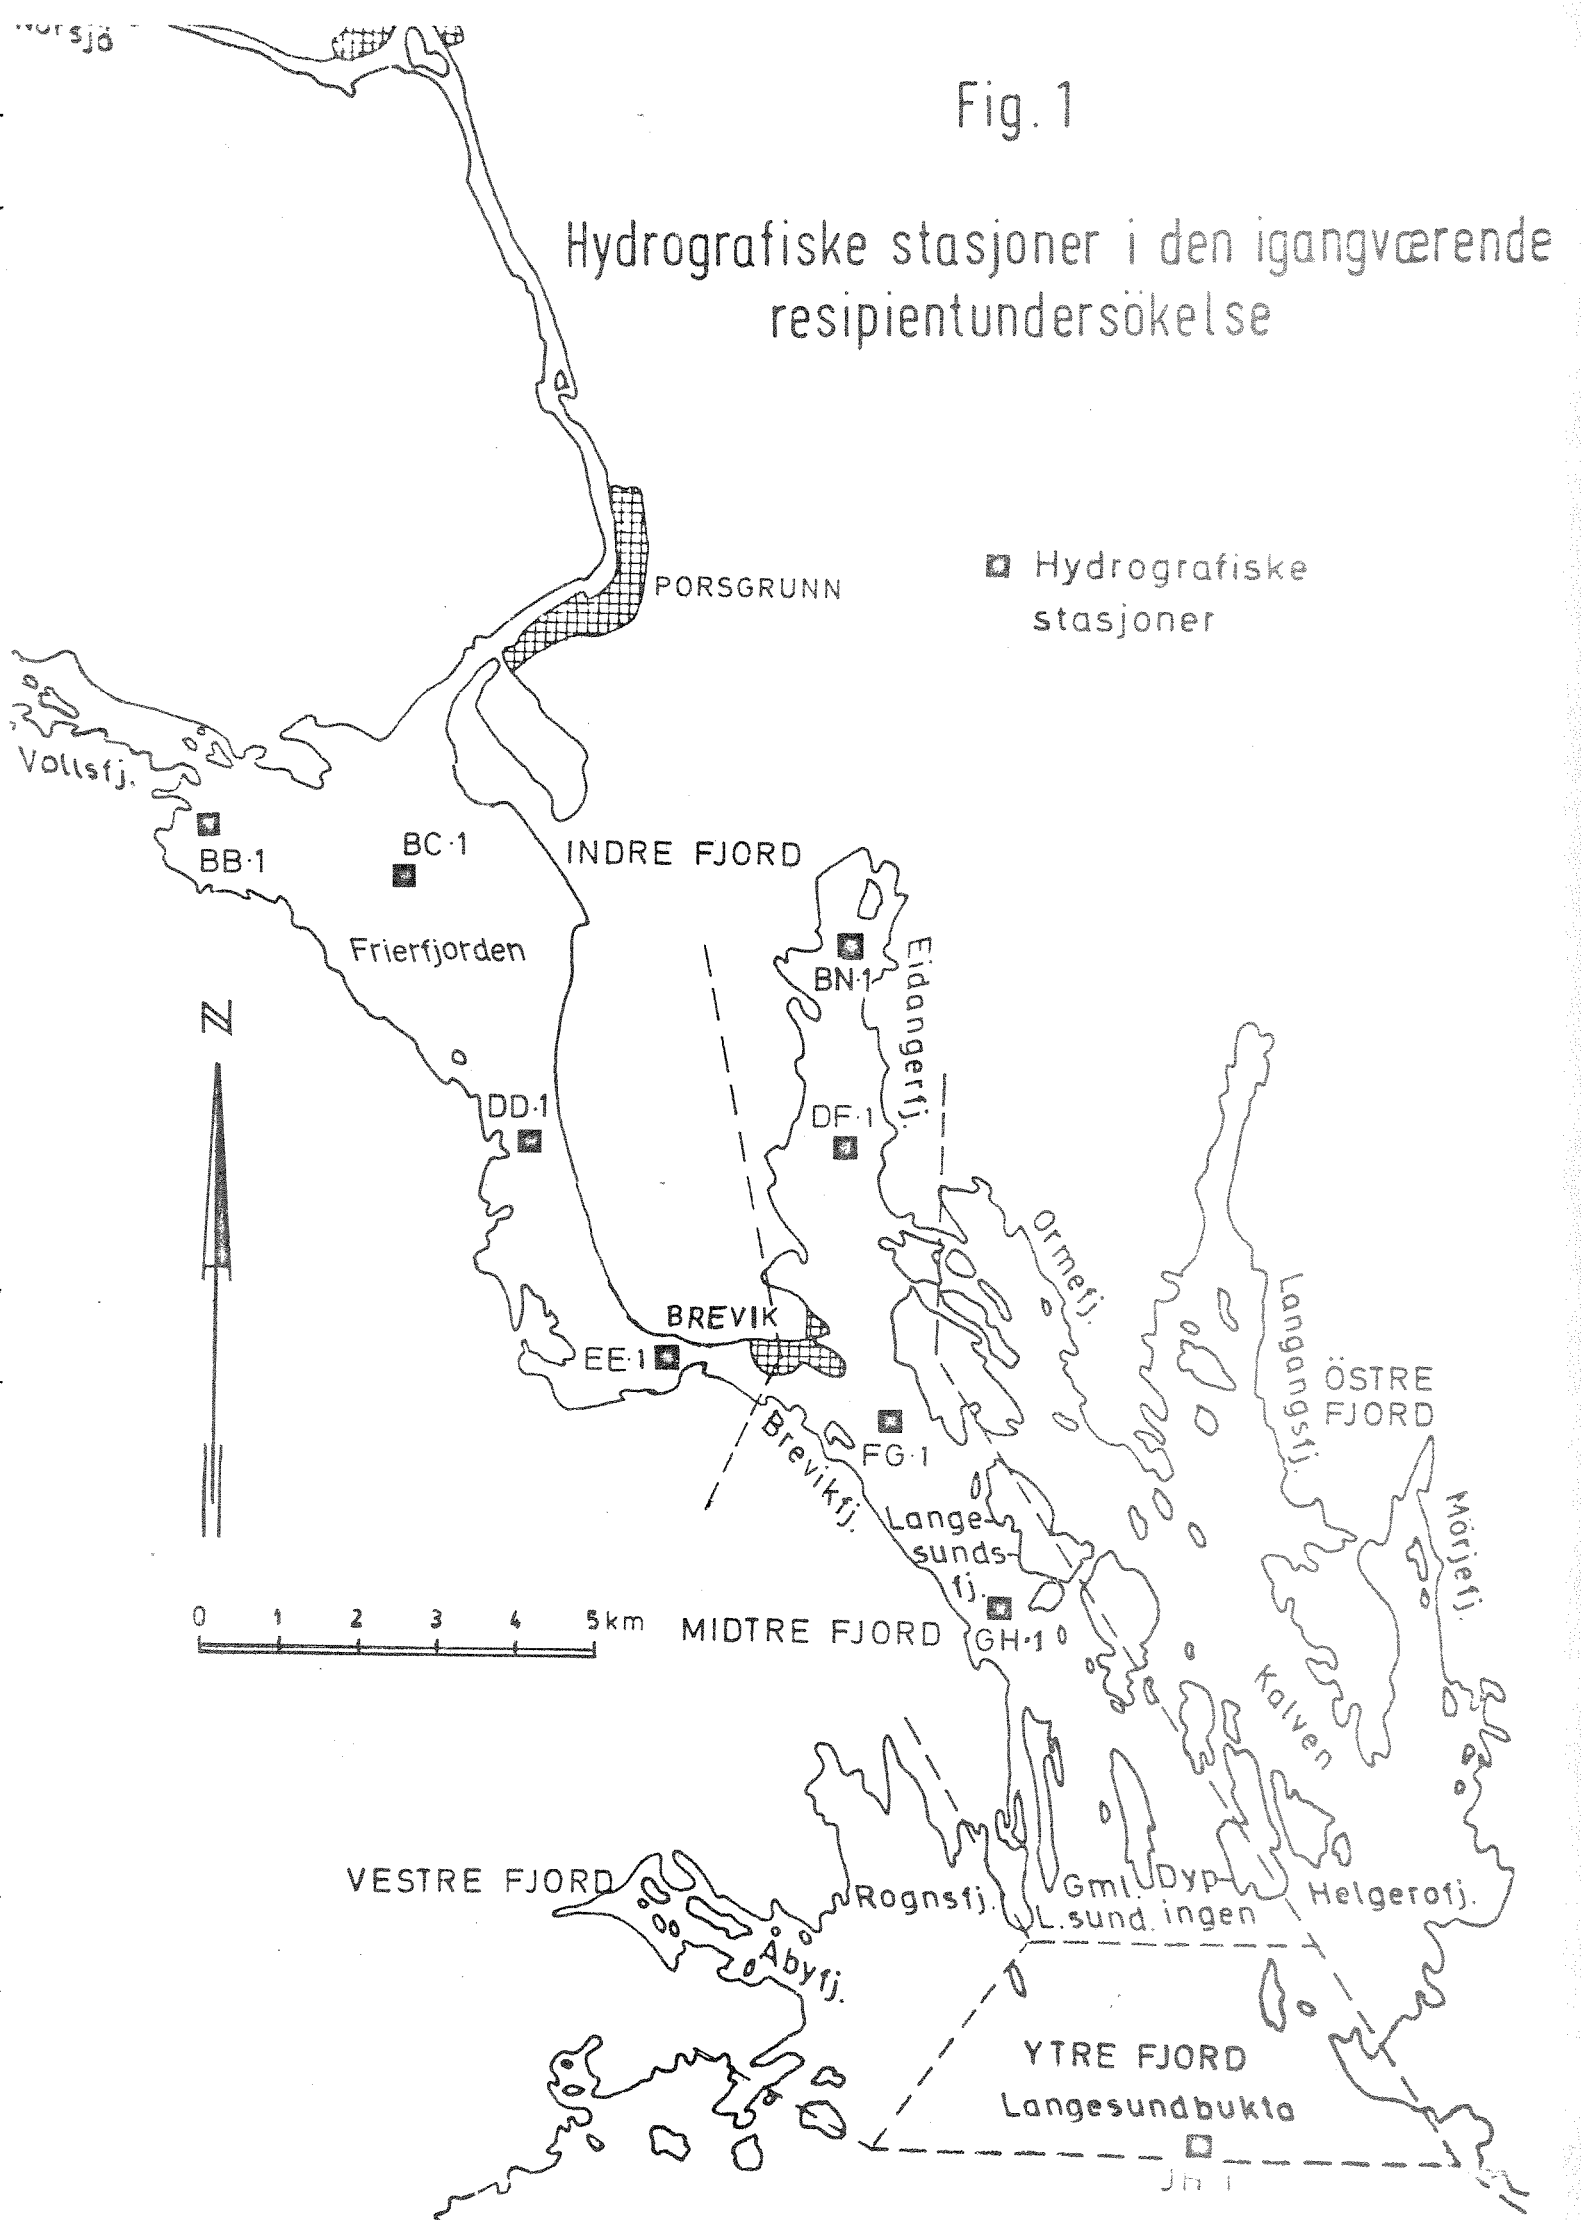 Fig. 1
Hydrografiske stasjoner i den igangværende
resipientundersökelse
Hydrografiske
stasjoner
PORSGRUNN
Vollsfj.
BB·1
BC·1
INDRE FJORD
Frierfjorden
BN·1
Eidangerfj.
N
DD·1
DF·1
Ormefj.
Langangsfj.
BREVIK
EE·1
ÖSTRE
FJORD
Brevikfj.
FG·1
Mörjefj.
Lange-
sunds-
fj.
0 1 2 3 4 5km
MIDTRE FJORD
GH·1
Kalven
VESTRE FJORD
Rognsfj.
Gml.
L.sund.
Dyp-
ingen
Helgerofj.
Åbyfj.
YTRE FJORD
Langesundbukta